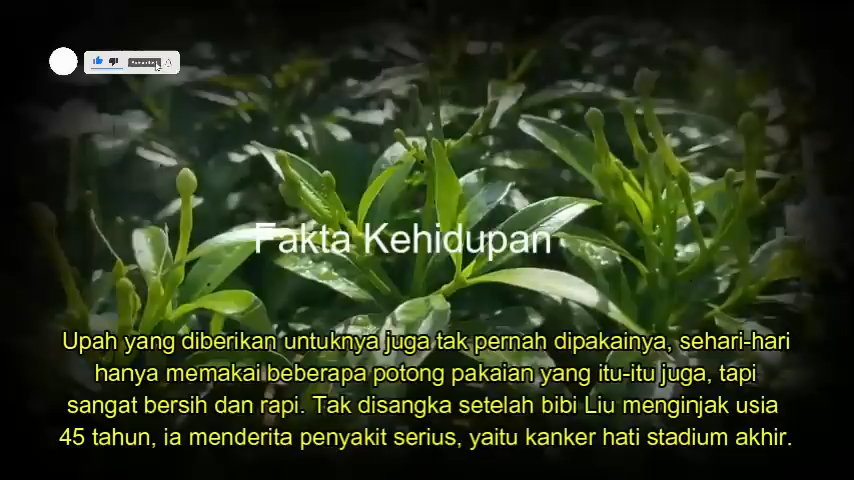 Subscribe
Fakta Kehidupan
Upah yang diberikan untuknya juga tak pernah dipakainya, sehari-hari
hanya memakai beberapa potong pakaian yang itu-itu juga, tapi
sangat bersih dan rapi. Tak disangka setelah bibi Liu menginjak usia
45 tahun, ia menderita penyakit serius, yaitu kanker hati stadium akhir.